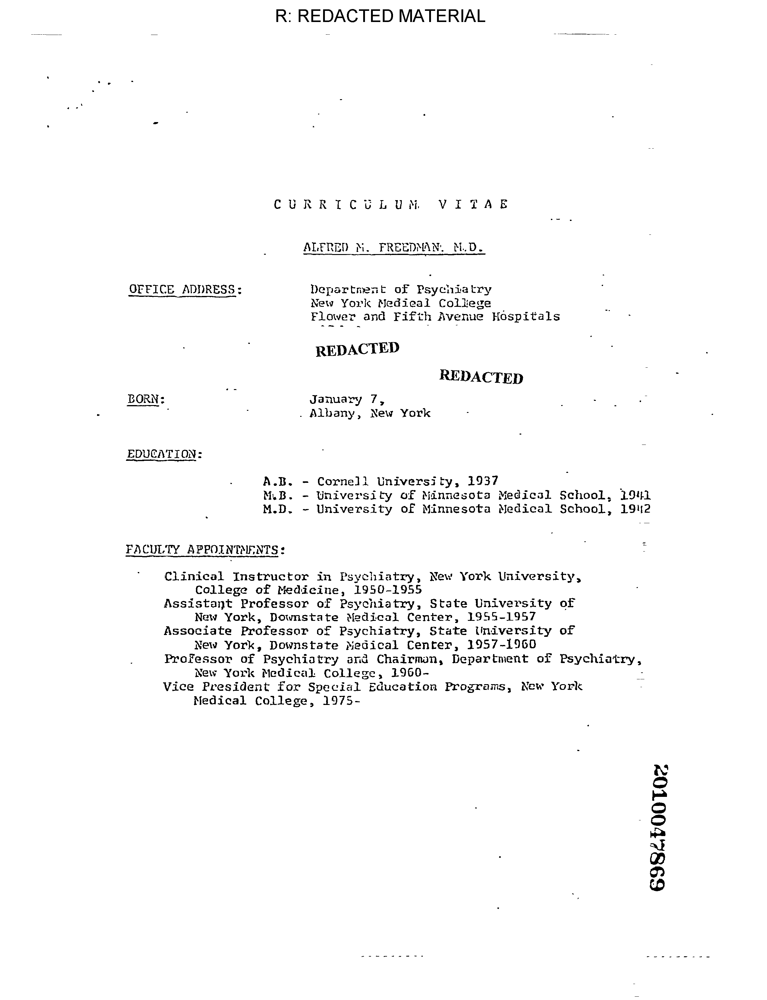 R: REDACTED MATERIAL
CURRICULUM VITAE
ALFRED M. FREEDMAN, M.D.
OFFICE ADDRESS: Department of Psychiatry
New York Medical College
Flower and Fifth Avenue Hospitals
REDACTED
REDACTED
BORN: January 7,
Albany, New York
EDUCATION:
A.B. - Cornell University, 1937
M.B. - University of Minnesota Medical School, 1941
M.D. - University of Minnesota Medical School, 1942
FACULTY APPOINTMENTS:
Clinical Instructor in Psychiatry, New York University,
College of Medicine, 1950-1955
Assistant Professor of Psychiatry, State University of
New York, Downstate Medical Center, 1955-1957
Associate Professor of Psychiatry, State University of
New York, Downstate Medical Center, 1957-1960
Professor of Psychiatry and Chairman, Department of Psychiatry,
New York Medical College, 1960-
Vice President for Special Education Programs, New York
Medical College, 1975-
2010047869